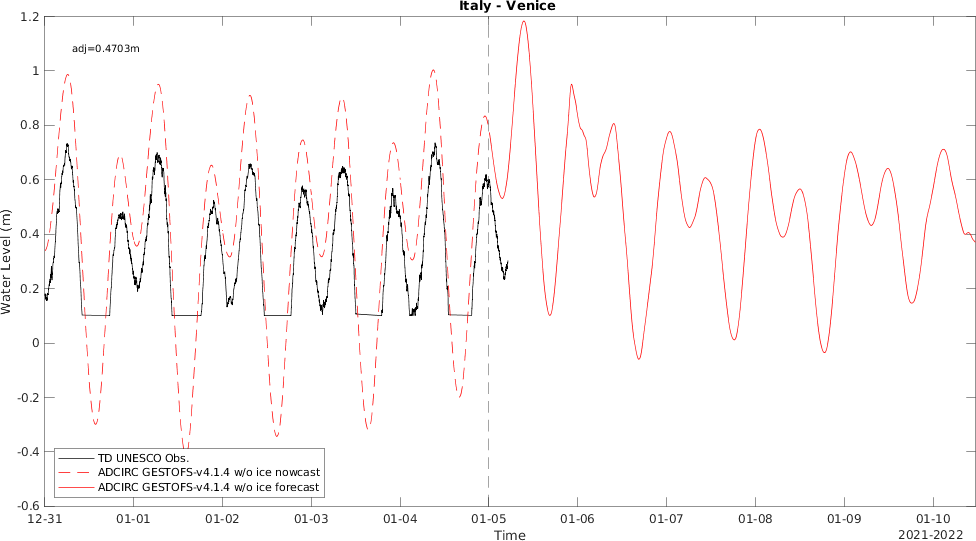 Italy - Venice
1.2
adj=0.4703m
1
0.8
0.6
0.4
0.2
0
-0.2
-0.4
-0.6
Water Level (m)
TD UNESCO Obs.
ADCIRC GESTOFS-v4.1.4 w/o ice nowcast
ADCIRC GESTOFS-v4.1.4 w/o ice forecast
12-31 01-01 01-02 01-03 01-04 01-05 01-06 01-07 01-08 01-09 01-10
Time
2021-2022